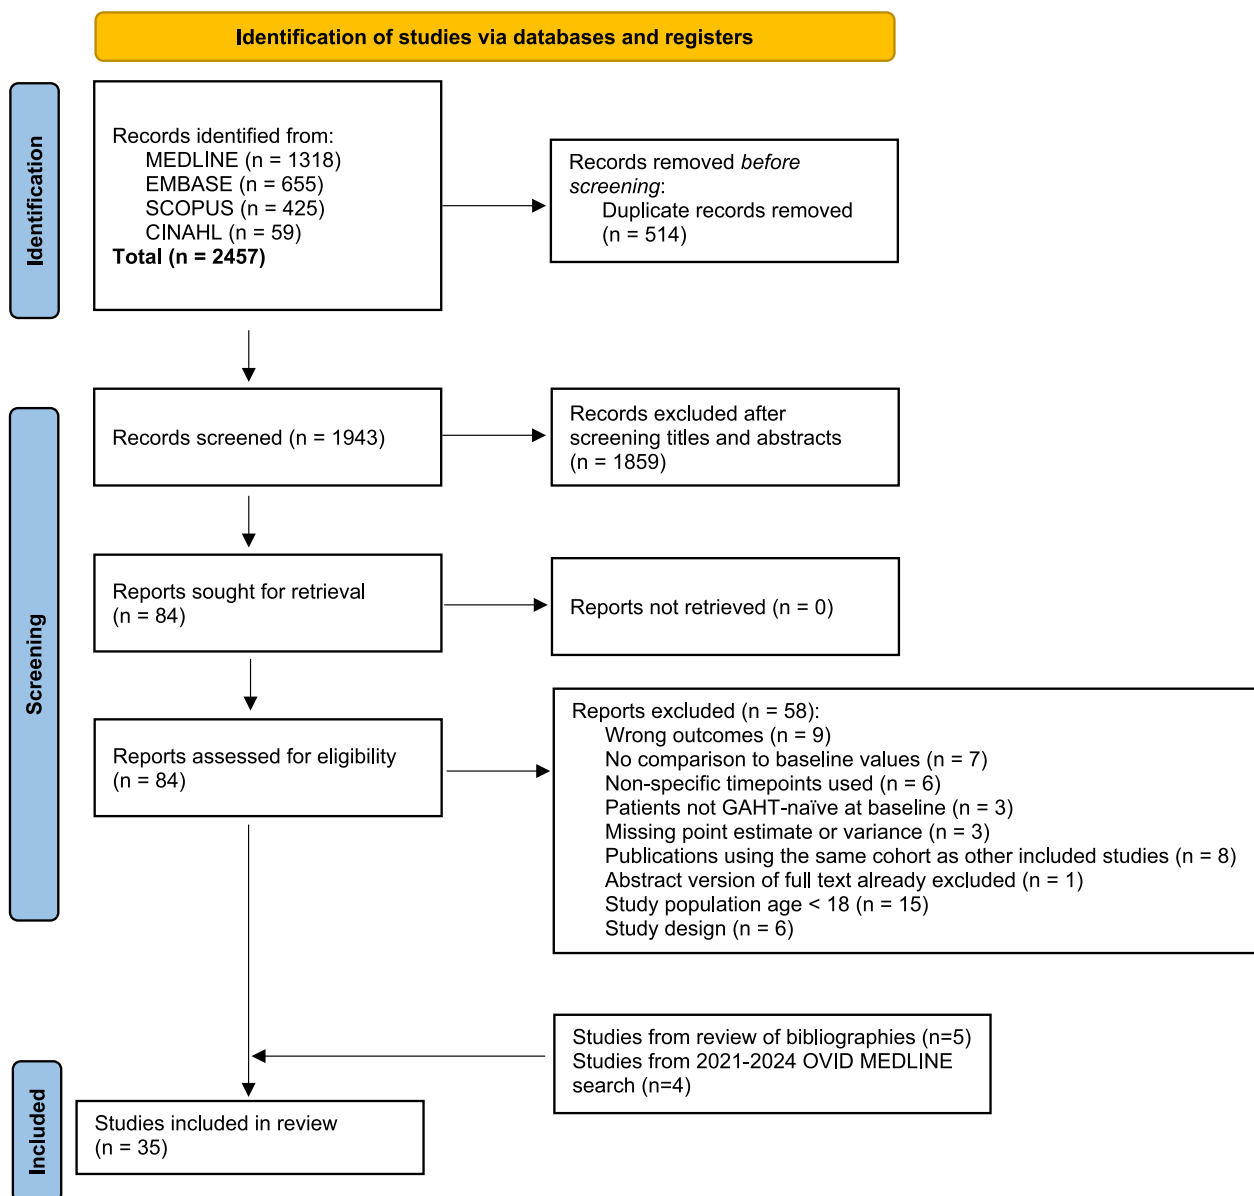 Identification of studies via databases and registers
Identification
Records identified from:
MEDLINE (n = 1318)
EMBASE (n = 655)
SCOPUS (n = 425)
CINAHL (n = 59)
Total (n = 2457)
Records removed before
screening:
Duplicate records removed
(n = 514)
Screening
Records screened (n = 1943)
Records excluded after
screening titles and abstracts
(n = 1859)
Reports sought for retrieval
(n = 84)
Reports not retrieved (n = 0)
Reports assessed for eligibility
(n = 84)
Reports excluded (n = 58):
Wrong outcomes (n = 9)
No comparison to baseline values (n = 7)
Non-specific timepoints used (n = 6)
Patients not GAHT-naïve at baseline (n = 3)
Missing point estimate or variance (n = 3)
Publications using the same cohort as other included studies (n = 8)
Abstract version of full text already excluded (n = 1)
Study population age < 18 (n = 15)
Study design (n = 6)
Studies from review of bibliographies (n=5)
Studies from 2021-2024 OVID MEDLINE
search (n=4)
Included
Studies included in review
(n = 35)